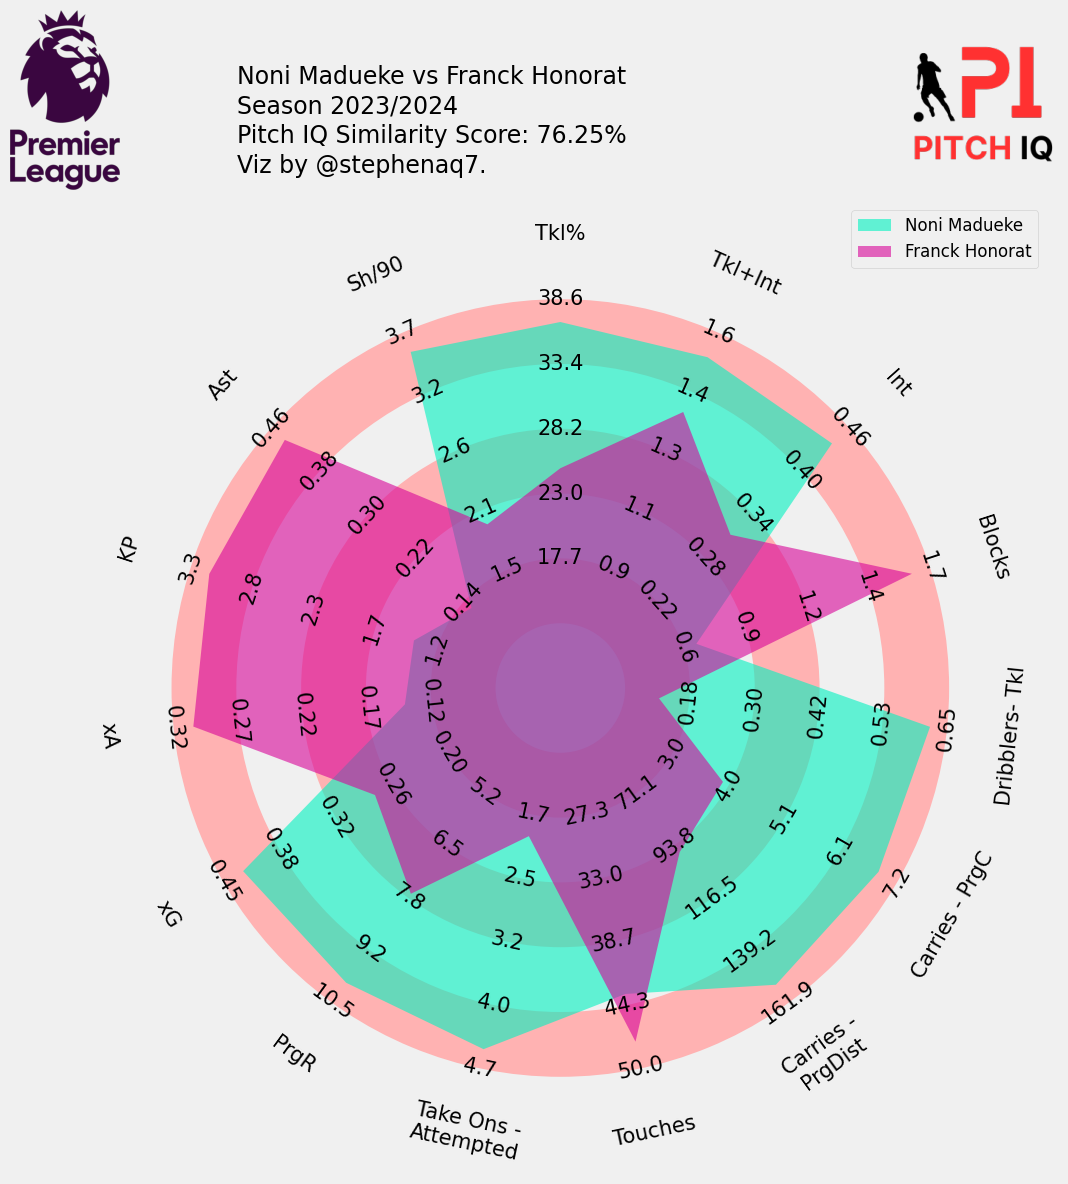 Premier
League
Noni Madueke vs Franck Honorat
Season 2023/2024
Pitch IQ Similarity Score: 76.25%
Viz by @stephenaq7.
PI
PITCH IQ
Noni Madueke
Franck Honorat
Tkl%
38.6
33.4
28.2
23.0
17.7
Tkl+Int
1.6
1.4
1.3
1.1
0.9
Int
0.46
0.40
0.34
0.28
0.22
Blocks
1.7
1.4
1.2
0.9
0.6
Dribblers- Tkl
0.65
0.53
0.42
0.30
0.18
Carries - PrgC
7.2
6.1
5.1
4.0
3.0
Carries -
PrgDist
161.9
139.2
116.5
93.8
71.1
Touches
50.0
44.3
38.7
33.0
27.3
Take Ons -
Attempted
4.7
4.0
3.2
2.5
1.7
PrgR
10.5
9.2
7.8
6.5
5.2
xG
0.45
0.38
0.32
0.26
0.20
xA
0.32
0.27
0.22
0.17
0.12
KP
3.3
2.8
2.3
1.7
1.2
Ast
0.46
0.38
0.30
0.22
0.14
Sh/90
3.7
3.2
2.6
2.1
1.5